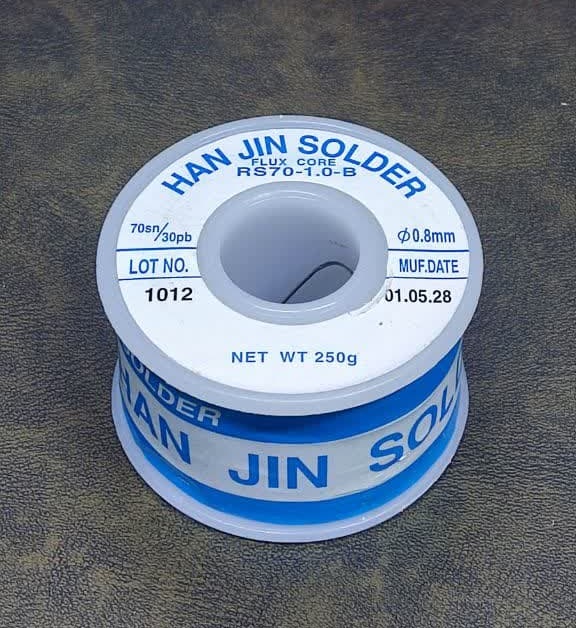 HAN JIN SOLDER
FLUX CORE
RS70-1.0-B
70sn/30pb
Φ0.8mm
LOT NO.
MUF.DATE
1012
01.05.28
NET WT 250g
SOLDER
HAN JIN SOL